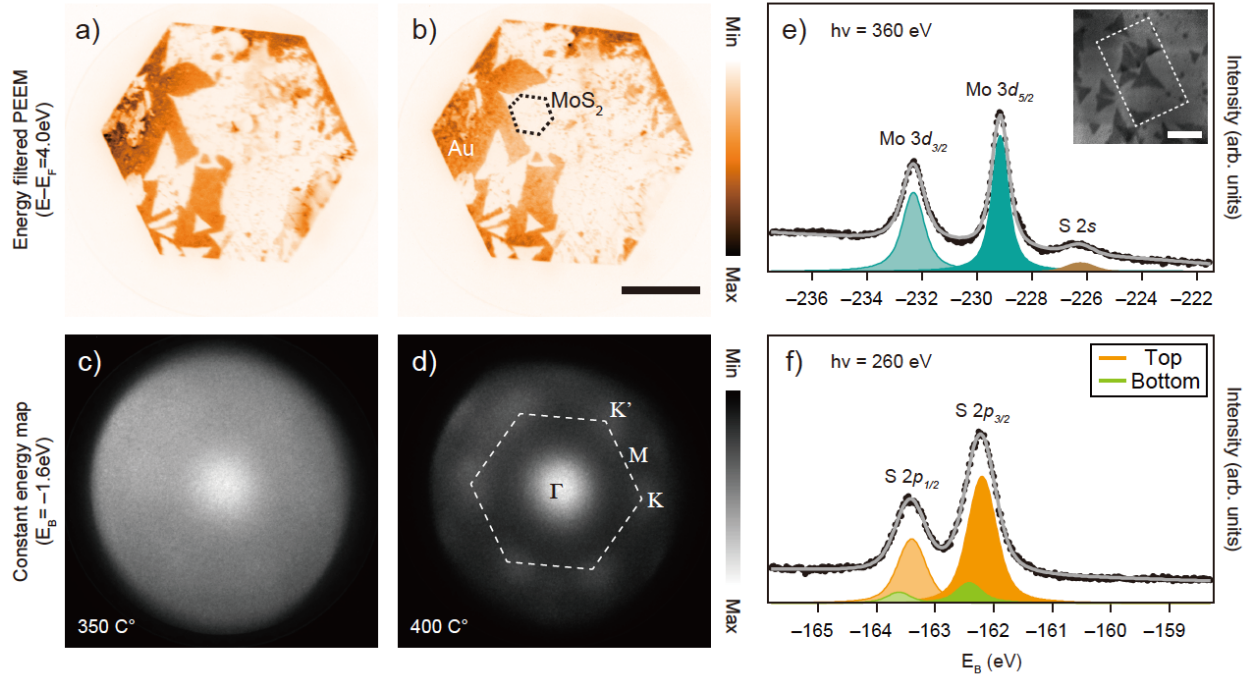 Energy filtered PEEM
(E–E_F=4.0eV)
a)
b)
MoS₂
Au
Min
Max
Constant energy map
(E_B = −1.6eV)
c)
350 C°
d)
K'
M
Γ
K
400 C°
Min
Max
e)
hν = 360 eV
Mo 3d₅/₂
Mo 3d₃/₂
S 2s
Intensity (arb. units)
−236 −234 −232 −230 −228 −226 −224 −222
f)
hν = 260 eV
Top
Bottom
S 2p₃/₂
S 2p₁/₂
Intensity (arb. units)
−165 −164 −163 −162 −161 −160 −159
E_B (eV)